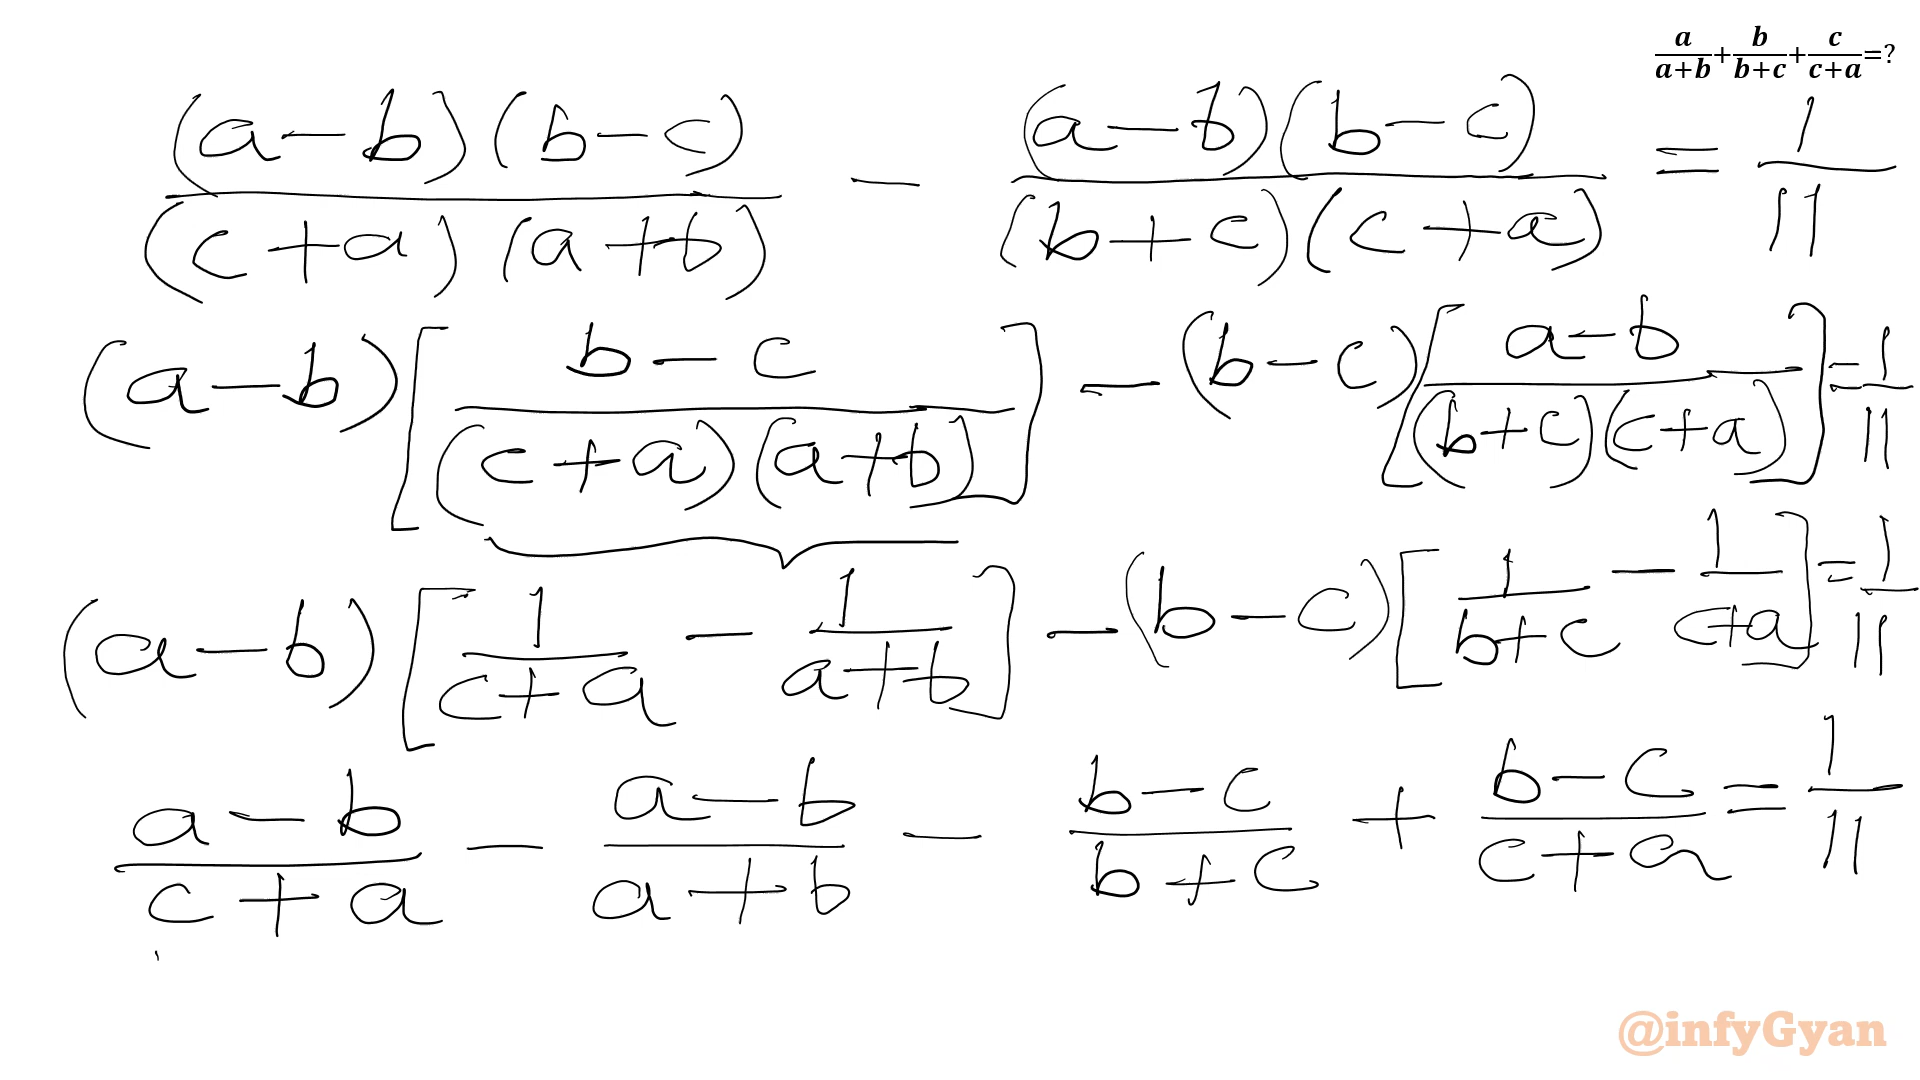 a/(a+b)+b/(b+c)+c/(c+a)=?
(a-b)(b-c)/((c+a)(a+b)) - (a-b)(b-c)/((b+c)(c+a)) = 1/11
(a-b)[(b-c)/((c+a)(a+b))] - (b-c)[(a-b)/((b+c)(c+a))] = 1/11
(a-b)[1/(c+a) - 1/(a+b)] - (b-c)[1/(b+c) - 1/(c+a)] = 1/11
(a-b)/(c+a) - (a-b)/(a+b) - (b-c)/(b+c) + (b-c)/(c+a) = 1/11
@infyGyan